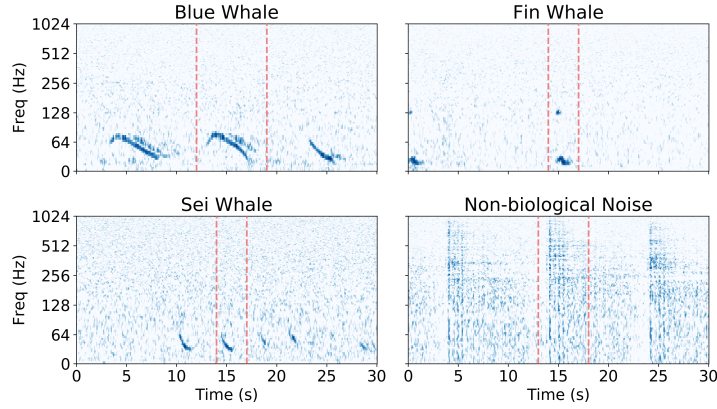 Blue Whale
Fin Whale
Freq (Hz)
1024
512
256
128
64
0
Sei Whale
Non-biological Noise
Freq (Hz)
1024
512
256
128
64
0
0 5 10 15 20 25 30
0 5 10 15 20 25 30
Time (s)
Time (s)